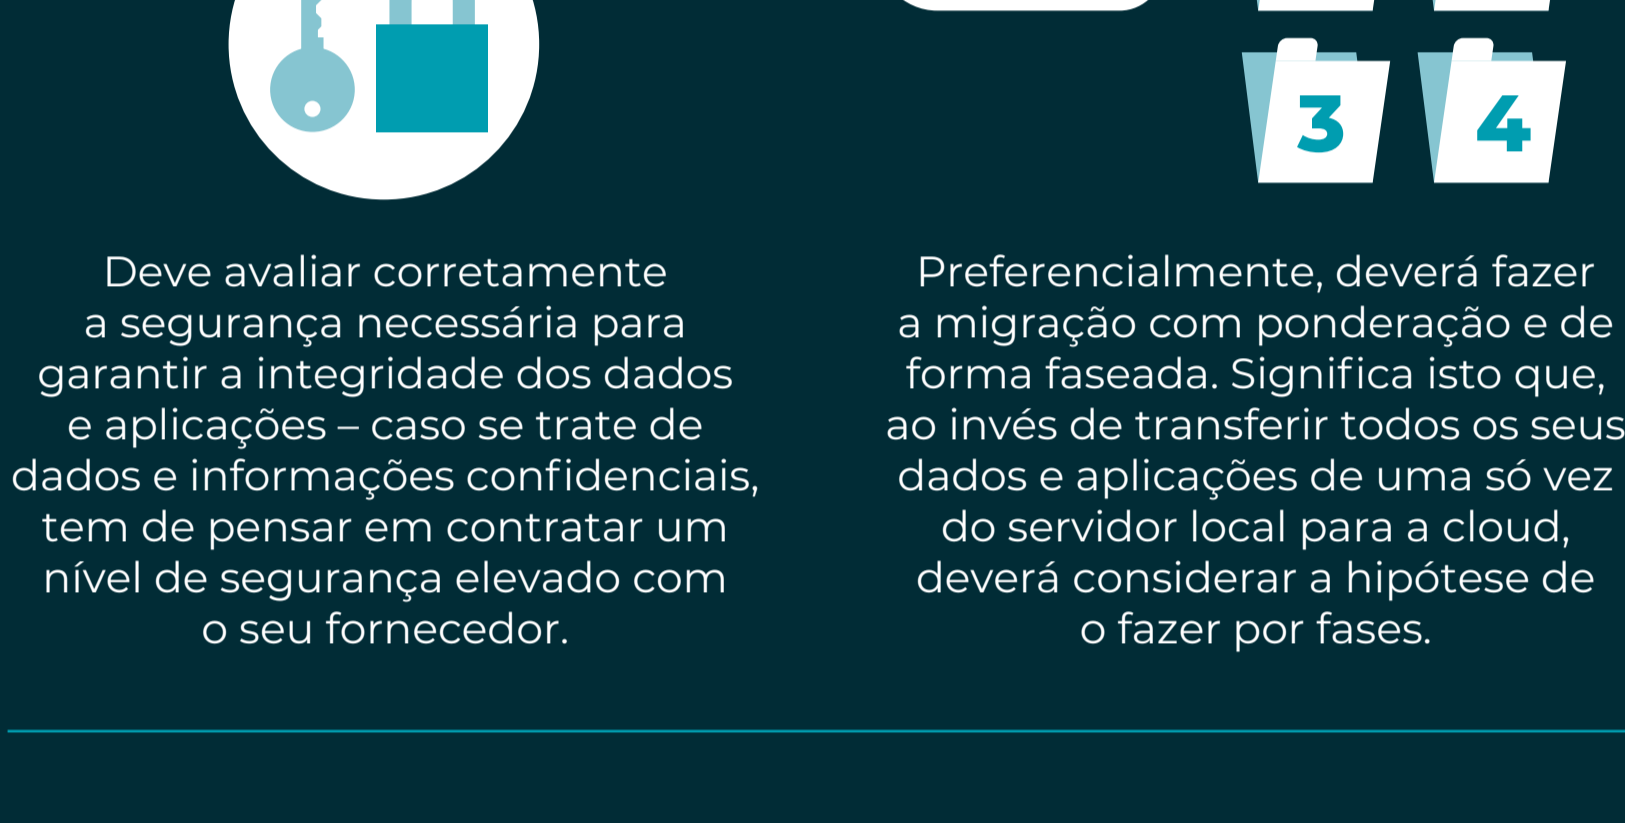 3
4
Deve avaliar corretamente
a segurança necessária para
garantir a integridade dos dados
e aplicações – caso se trate de
dados e informações confidenciais,
tem de pensar em contratar um
nível de segurança elevado com
o seu fornecedor.
Preferencialmente, deverá fazer
a migração com ponderação e de
forma faseada. Significa isto que,
ao invés de transferir todos os seus
dados e aplicações de uma só vez
do servidor local para a cloud,
deverá considerar a hipótese de
o fazer por fases.